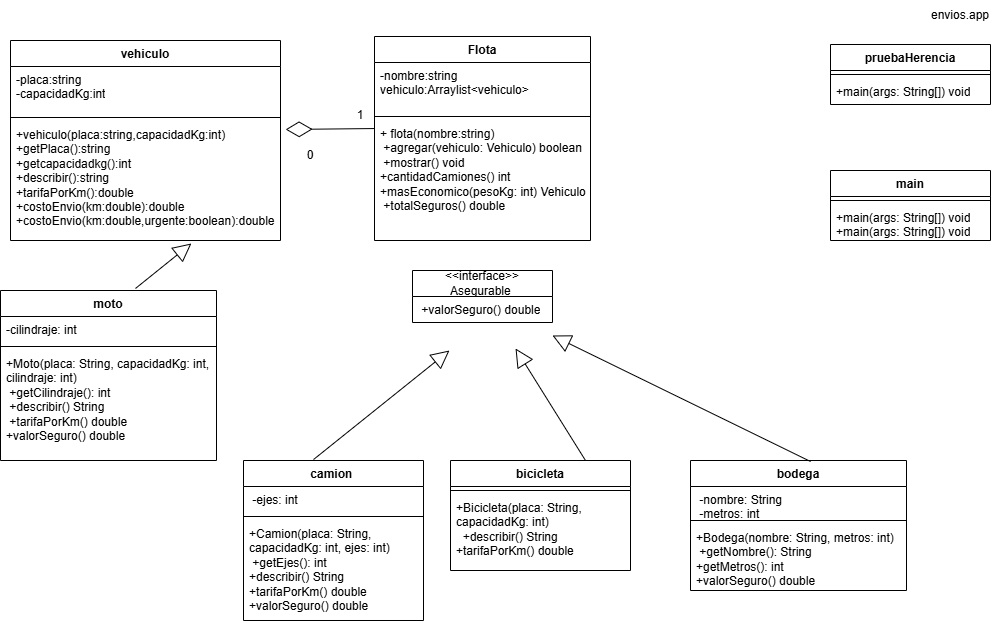 envios.app
vehiculo
-placa:string
-capacidadKg:int
+vehiculo(placa:string,capacidadKg:int)
+getPlaca():string
+getcapacidadkg():int
+describir():string
+tarifaPorKm():double
+costoEnvio(km:double):double
+costoEnvio(km:double,urgente:boolean):double
1
0
Flota
-nombre:string
vehiculo:Arraylist<vehiculo>
+ flota(nombre:string)
+agregar(vehiculo: Vehiculo) boolean
+mostrar() void
+cantidadCamiones() int
+masEconomico(pesoKg: int) Vehiculo
+totalSeguros() double
pruebaHerencia
+main(args: String[]) void
main
+main(args: String[]) void
+main(args: String[]) void
<<interface>>
Asegurable
+valorSeguro() double
moto
-cilindraje: int
+Moto(placa: String, capacidadKg: int,
cilindraje: int)
+getCilindraje(): int
+describir() String
+tarifaPorKm() double
+valorSeguro() double
camion
-ejes: int
+Camion(placa: String,
capacidadKg: int, ejes: int)
+getEjes(): int
+describir() String
+tarifaPorKm() double
+valorSeguro() double
bicicleta
+Bicicleta(placa: String,
capacidadKg: int)
+describir() String
+tarifaPorKm() double
bodega
-nombre: String
-metros: int
+Bodega(nombre: String, metros: int)
+getNombre(): String
+getMetros(): int
+valorSeguro() double